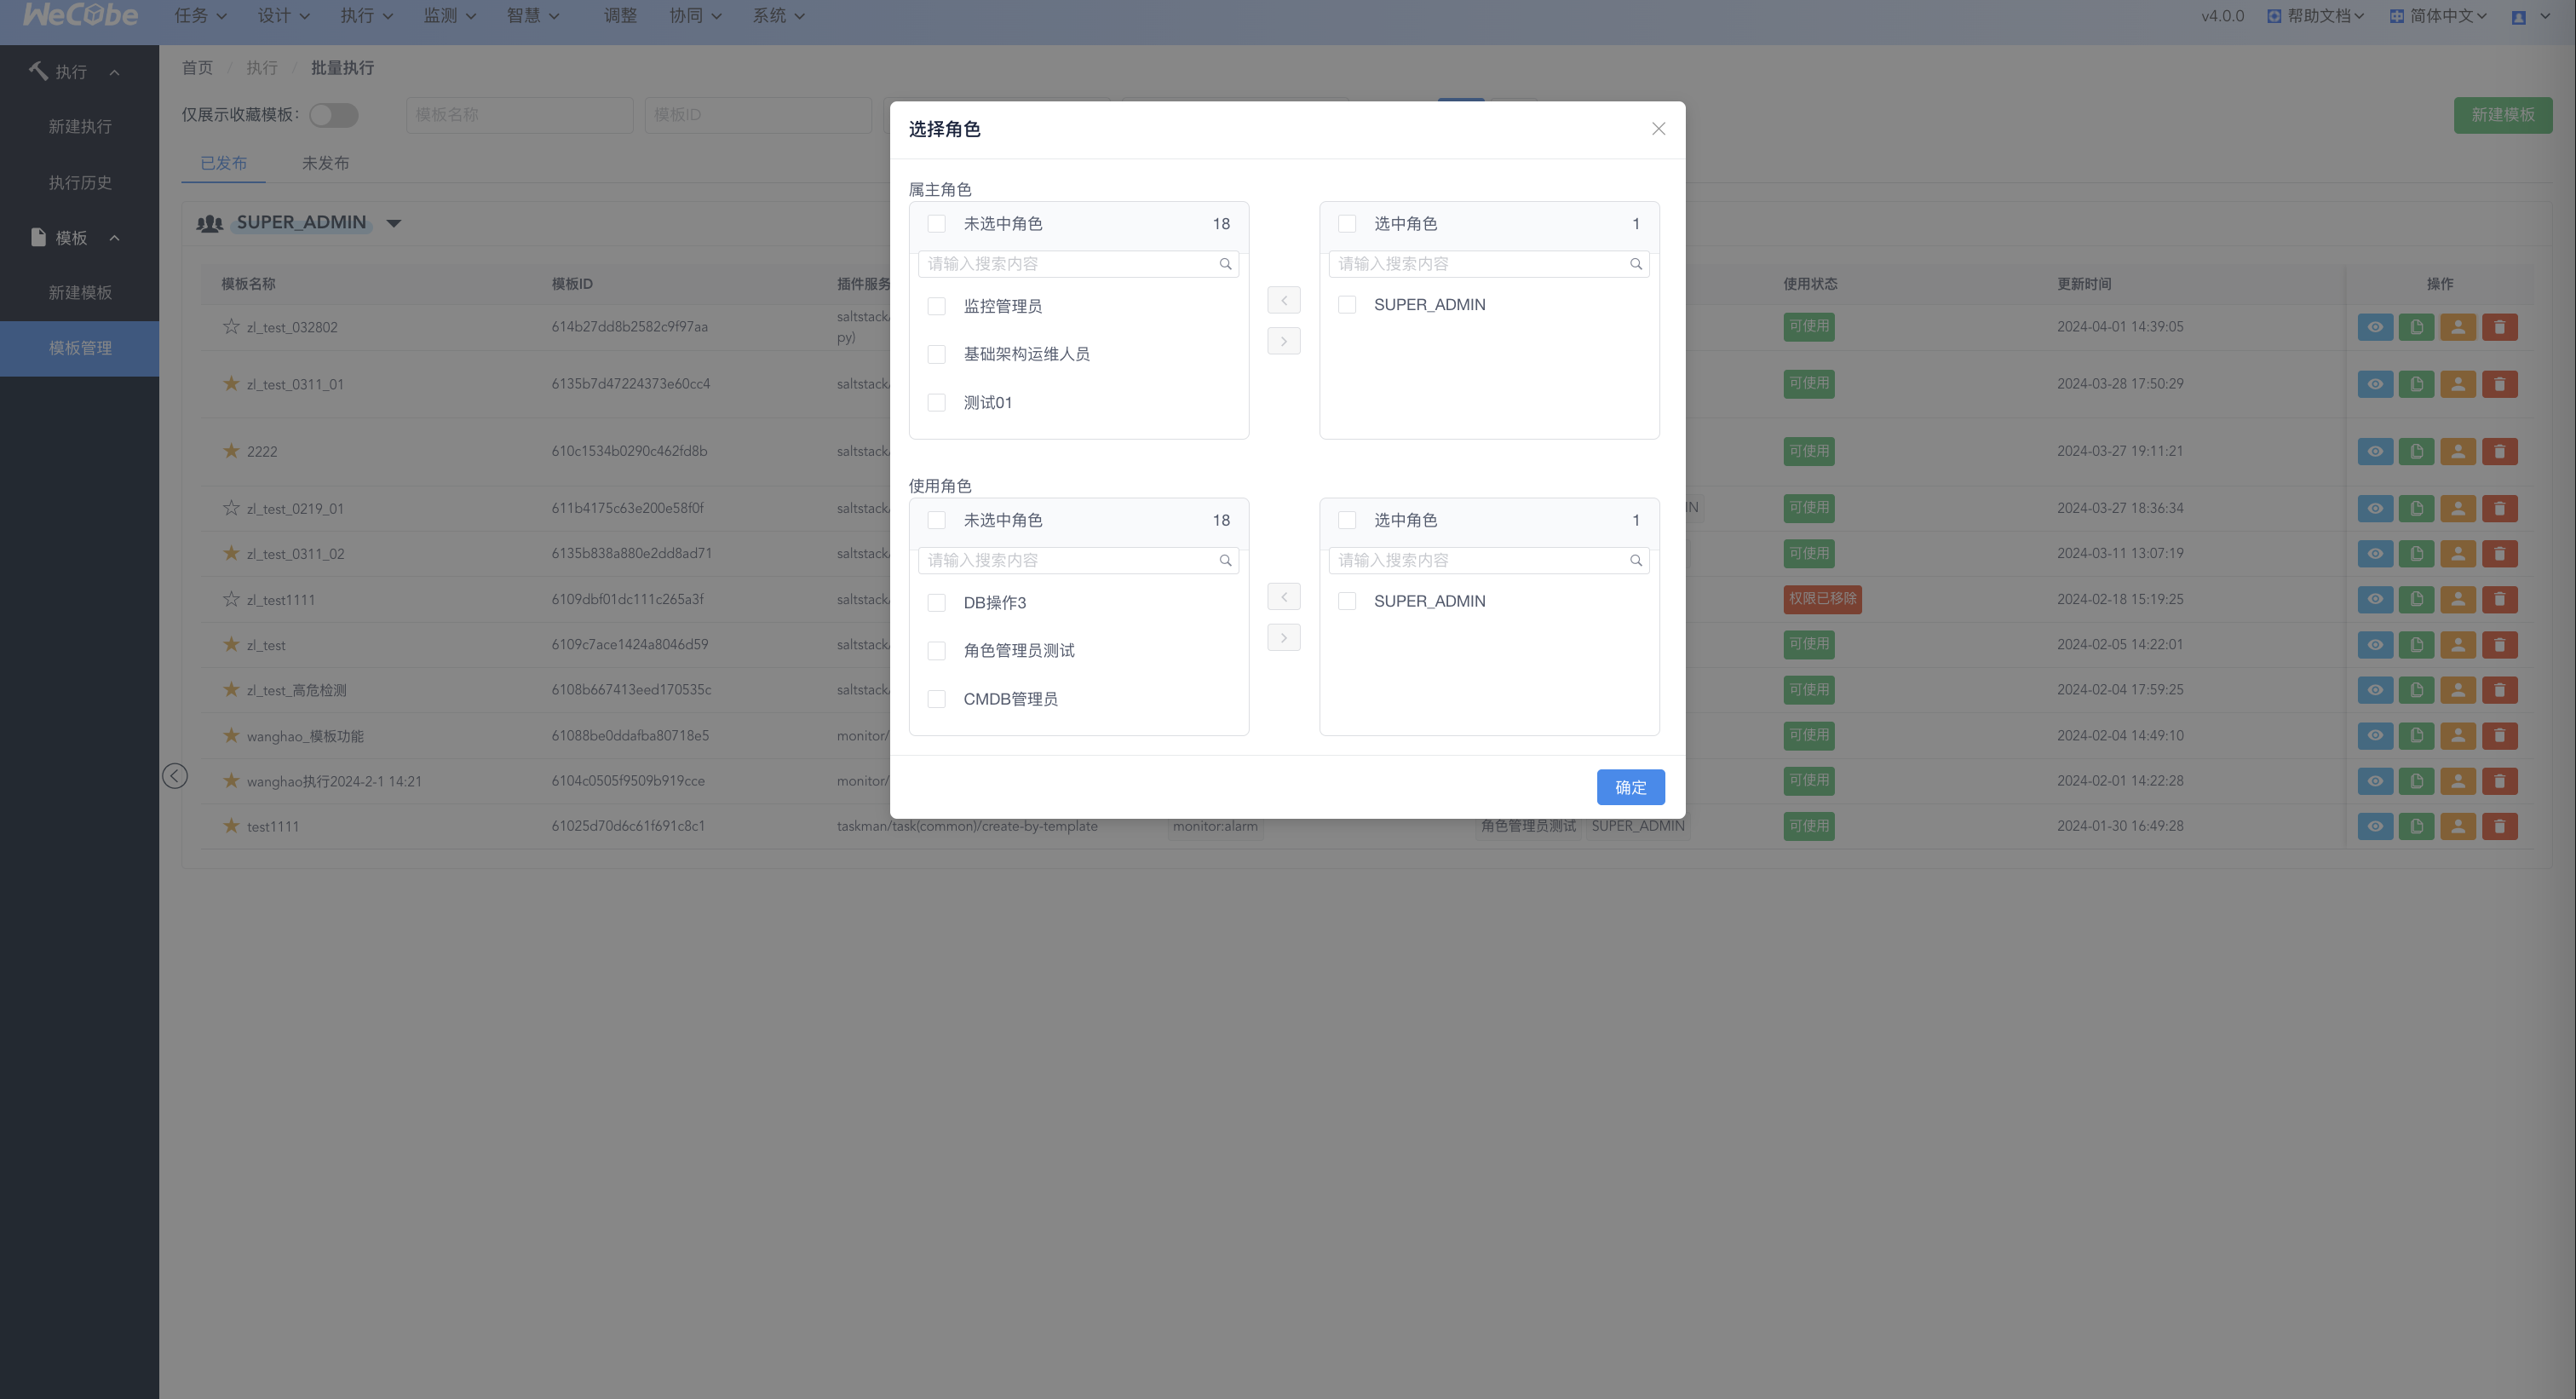 WeCube 任务 设计 执行 监测 智慧 调整 协同 系统 v4.0.0 帮助文档 简体中文
执行
新建执行
执行历史
模板
新建模板
模板管理
首页 / 执行 / 批量执行
仅展示收藏模板: 模板名称 模板ID 新建模板
已发布 未发布
SUPER_ADMIN
模板名称 模板ID 插件服务 使用状态 更新时间 操作
zl_test_032802 614b27dd8b2582c9f97aa saltstack/ py) 可使用 2024-04-01 14:39:05
zl_test_0311_01 6135b7d47224373e60cc4 saltstack/ 可使用 2024-03-28 17:50:29
2222 610c1534b0290c462fd8b saltstack/ 可使用 2024-03-27 19:11:21
zl_test_0219_01 611b4175c63e200e58f0f saltstack/ IN 可使用 2024-03-27 18:36:34
zl_test_0311_02 6135b838a880e2dd8ad71 saltstack/ 可使用 2024-03-11 13:07:19
zl_test1111 6109dbf01dc111c265a3f saltstack/ 权限已移除 2024-02-18 15:19:25
zl_test 6109c7ace1424a8046d59 saltstack/ 可使用 2024-02-05 14:22:01
zl_test_高危检测 6108b667413eed170535c saltstack/ 可使用 2024-02-04 17:59:25
wanghao_模板功能 61088be0ddafba80718e5 monitor/ 可使用 2024-02-04 14:49:10
wanghao执行2024-2-1 14:21 6104c0505f9509b919cce monitor/ 可使用 2024-02-01 14:22:28
test1111 61025d70d6c61f691c8c1 taskman/task(common)/create-by-template monitor:alarm 角色管理员测试 SUPER_ADMIN 可使用 2024-01-30 16:49:28
选择角色
属主角色
未选中角色 18
请输入搜索内容
监控管理员
基础架构运维人员
测试01
选中角色 1
请输入搜索内容
SUPER_ADMIN
使用角色
未选中角色 18
请输入搜索内容
DB操作3
角色管理员测试
CMDB管理员
选中角色 1
请输入搜索内容
SUPER_ADMIN
确定